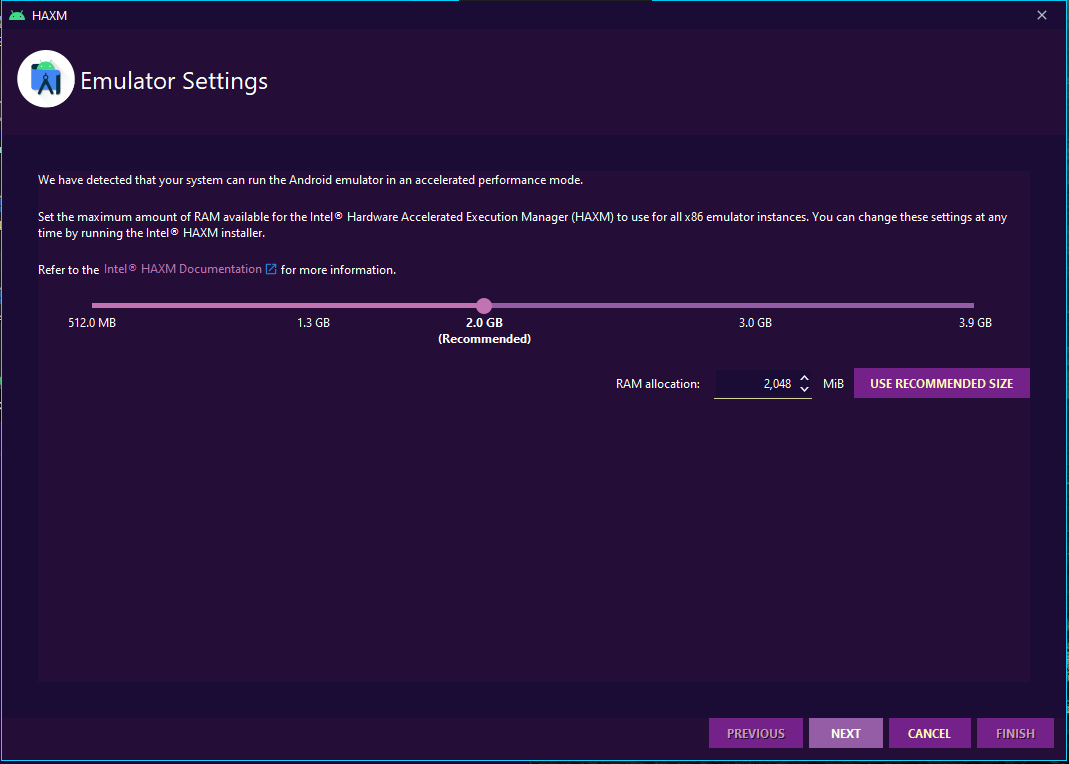 HAXM
Emulator Settings
We have detected that your system can run the Android emulator in an accelerated performance mode.
Set the maximum amount of RAM available for the Intel® Hardware Accelerated Execution Manager (HAXM) to use for all x86 emulator instances. You can change these settings at any
time by running the Intel® HAXM installer.
Refer to the Intel® HAXM Documentation for more information.
512.0 MB 1.3 GB 2.0 GB 3.0 GB 3.9 GB
(Recommended)
RAM allocation: 2,048 MiB USE RECOMMENDED SIZE
PREVIOUS NEXT CANCEL FINISH